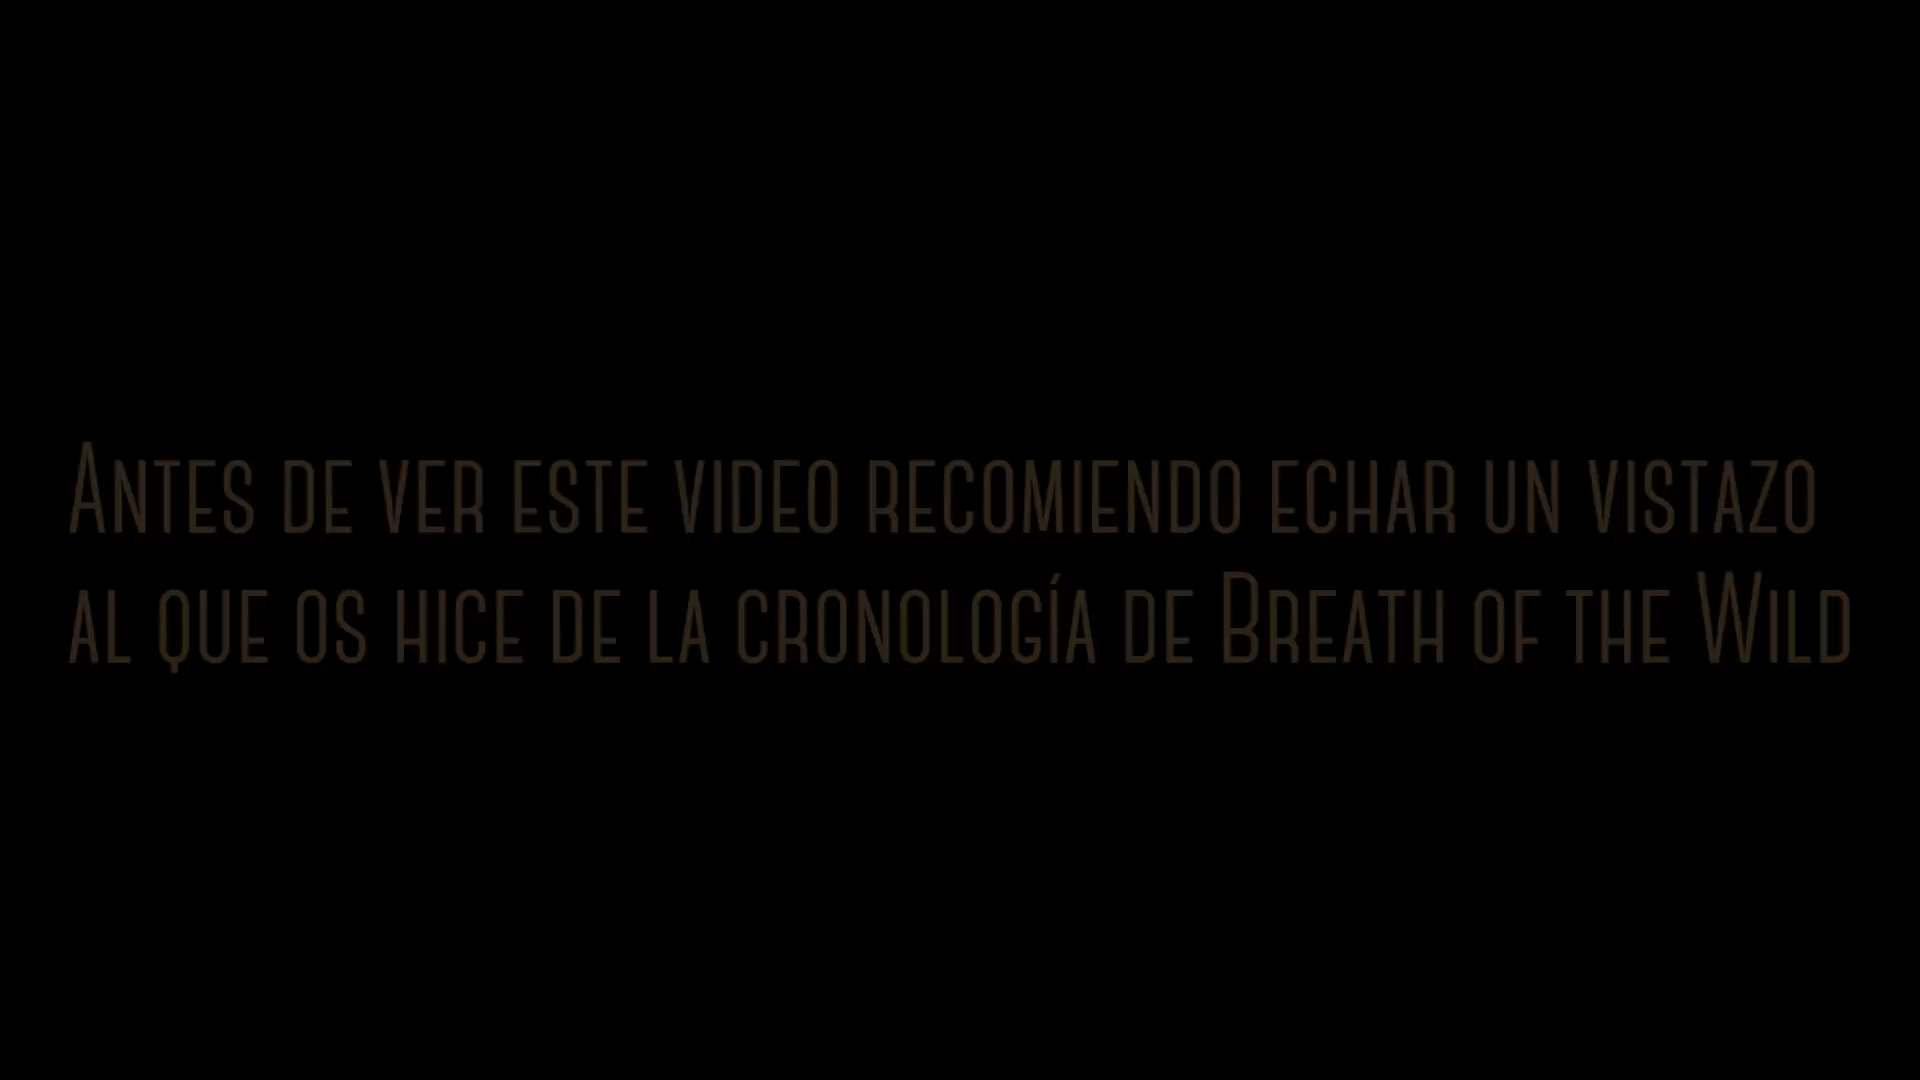 Antes de ver este video recomiendo echar un vistazo
al que os hice de la cronología de Breath of the Wild